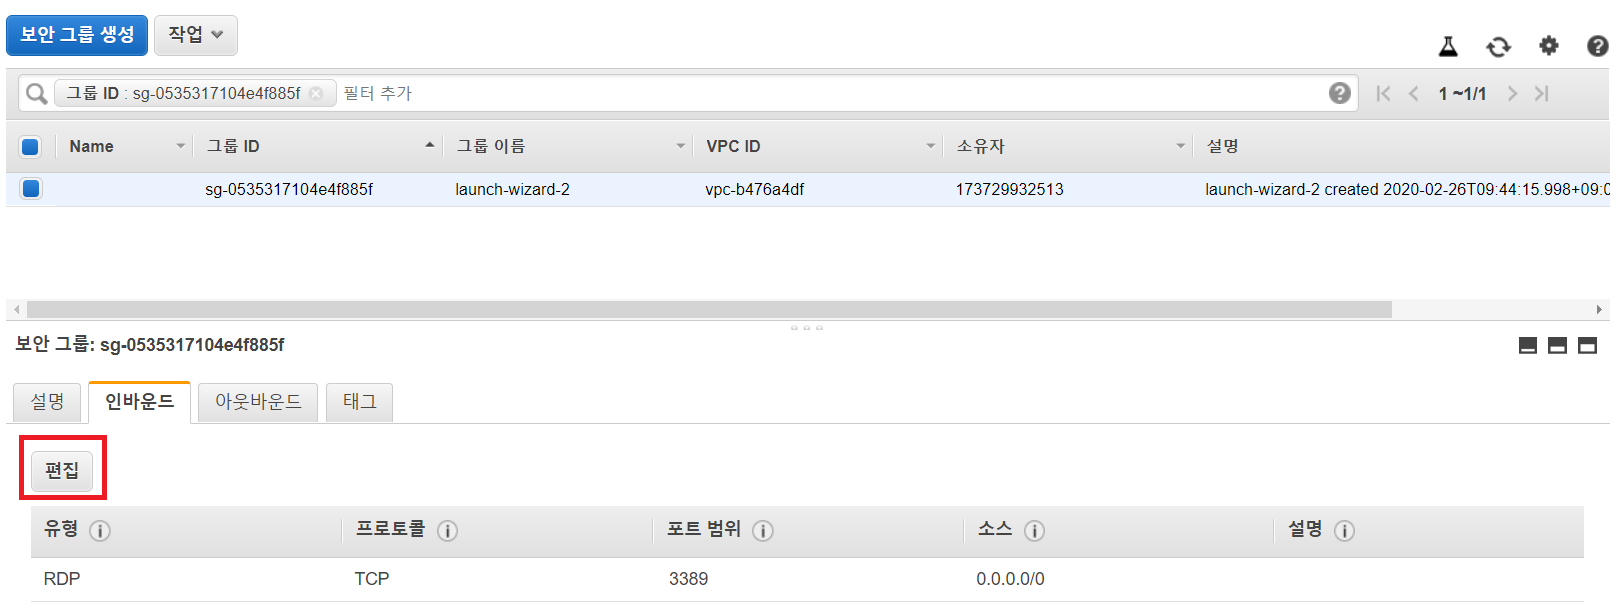 보안 그룹 생성 작업
그룹 ID : sg-0535317104e4f885f 필터 추가 1 ~1/1
Name 그룹 ID 그룹 이름 VPC ID 소유자 설명
sg-0535317104e4f885f launch-wizard-2 vpc-b476a4df 173729932513 launch-wizard-2 created 2020-02-26T09:44:15.998+09:0
보안 그룹: sg-0535317104e4f885f
설명 인바운드 아웃바운드 태그
편집
유형 프로토콜 포트 범위 소스 설명
RDP TCP 3389 0.0.0.0/0